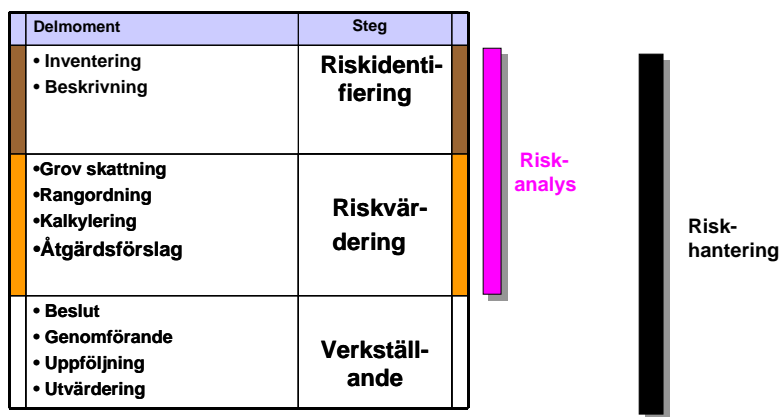 Delmoment
Steg
• Inventering
• Beskrivning
Riskidenti-
fiering
•Grov skattning
•Rangordning
•Kalkylering
•Åtgärdsförslag
Riskvär-
dering
• Beslut
• Genomförande
• Uppföljning
• Utvärdering
Verkställ-
ande
Risk-
analys
Risk-
hantering